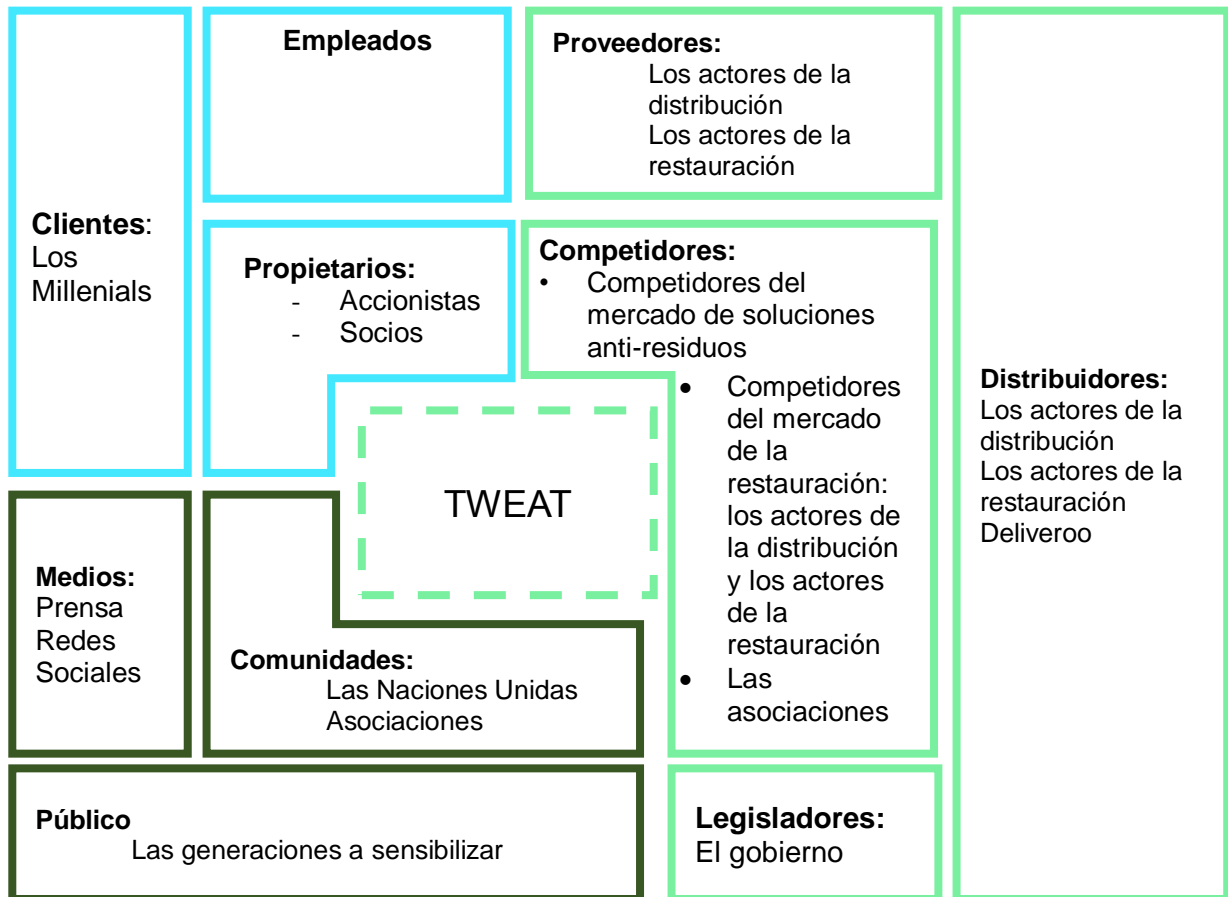 Empleados
Proveedores:
Los actores de la
distribución
Los actores de la
restauración
Clientes:
Los
Millenials
Propietarios:
- Accionistas
- Socios
Competidores:
• Competidores del
mercado de soluciones
anti-residuos
• Competidores
del mercado
de la
restauración:
los actores de
la distribución
y los actores
de la
restauración
• Las
asociaciones
Distribuidores:
Los actores de la
distribución
Los actores de la
restauración
Deliveroo
TWEAT
Medios:
Prensa
Redes
Sociales
Comunidades:
Las Naciones Unidas
Asociaciones
Público
Las generaciones a sensibilizar
Legisladores:
El gobierno